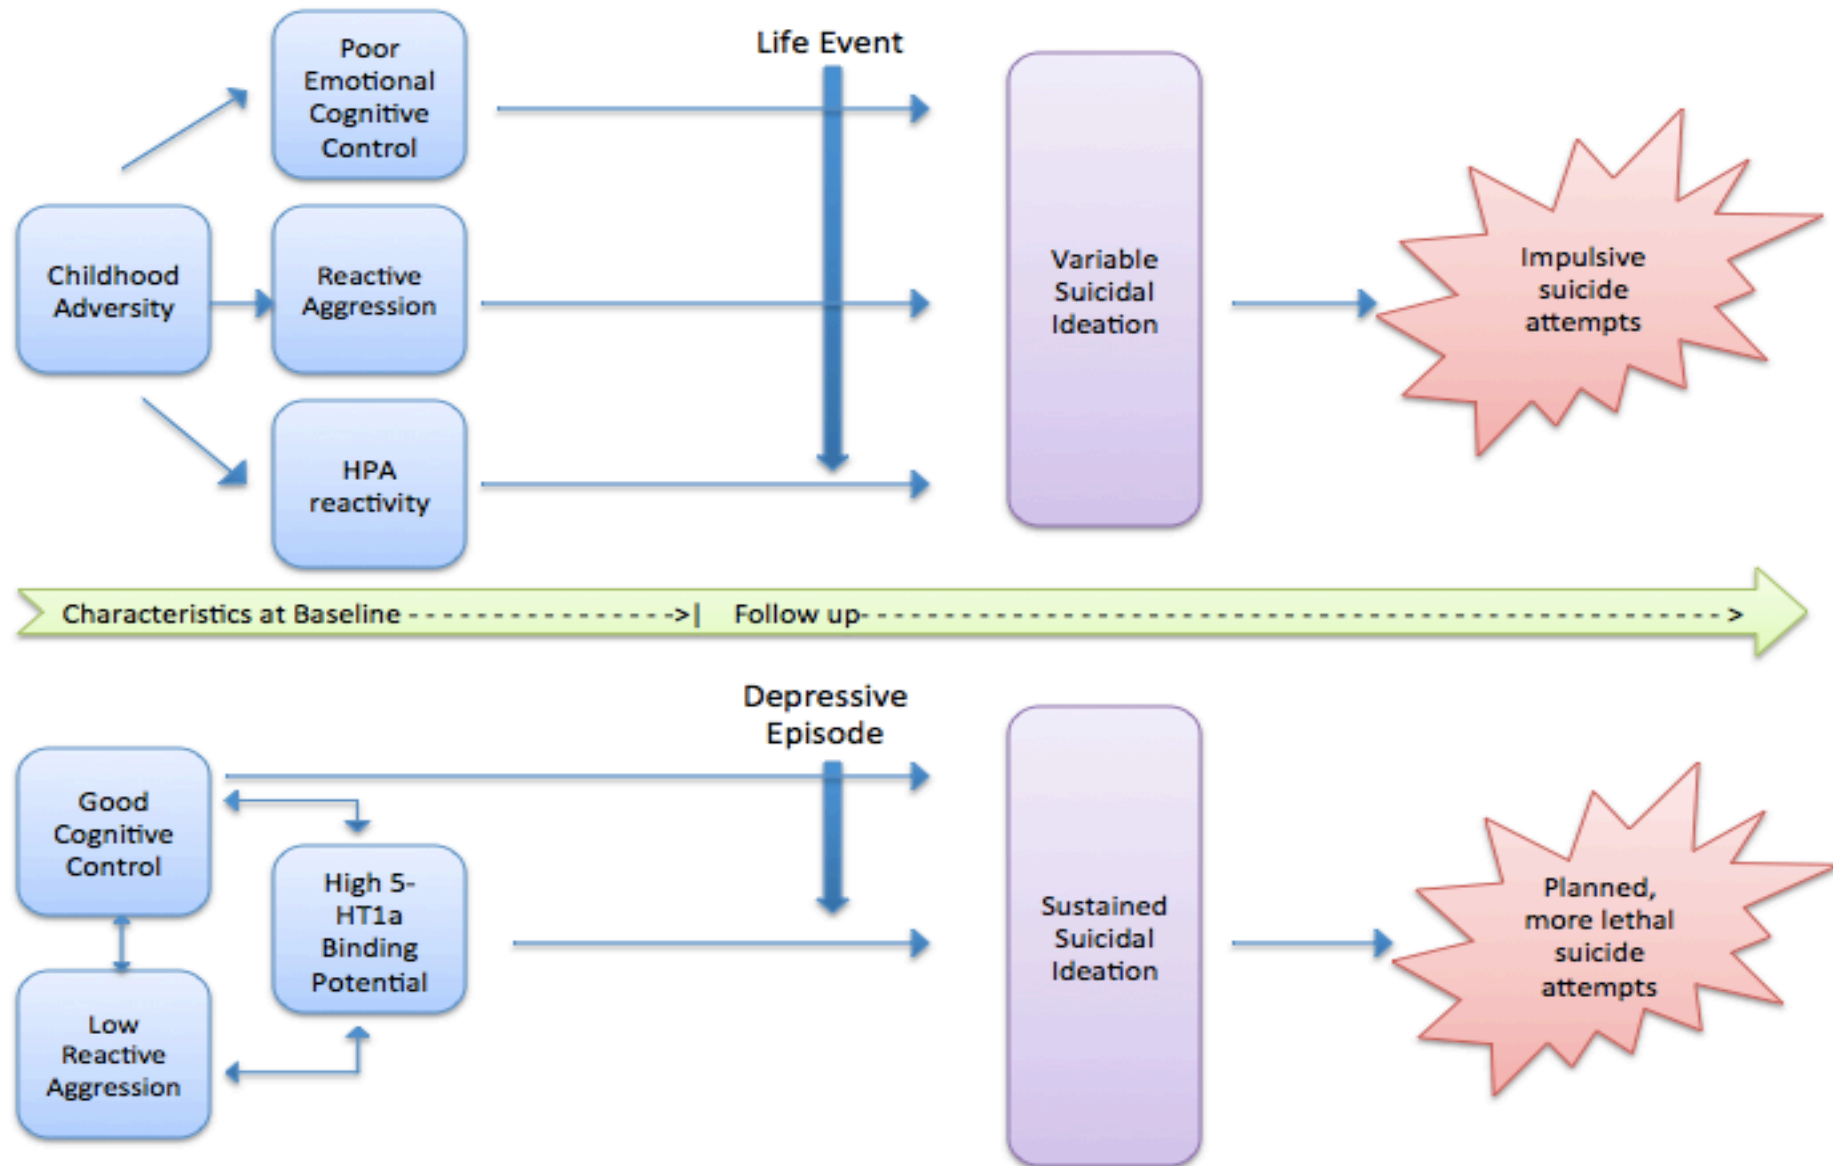 Poor
Emotional
Cognitive
Control
Life Event
Childhood
Adversity
Reactive
Aggression
HPA
reactivity
Variable
Suicidal
Ideation
Impulsive
suicide
attempts
Characteristics at Baseline - - - - - - - - - - - - - - - ->| Follow up- - - - - - - - - - - - - - - - - - - - - - - - - - - - - - - - - - - - - - - - - - - - - - - - - - - >
Depressive
Episode
Good
Cognitive
Control
High 5-
HT1a
Binding
Potential
Low
Reactive
Aggression
Sustained
Suicidal
Ideation
Planned,
more lethal
suicide
attempts